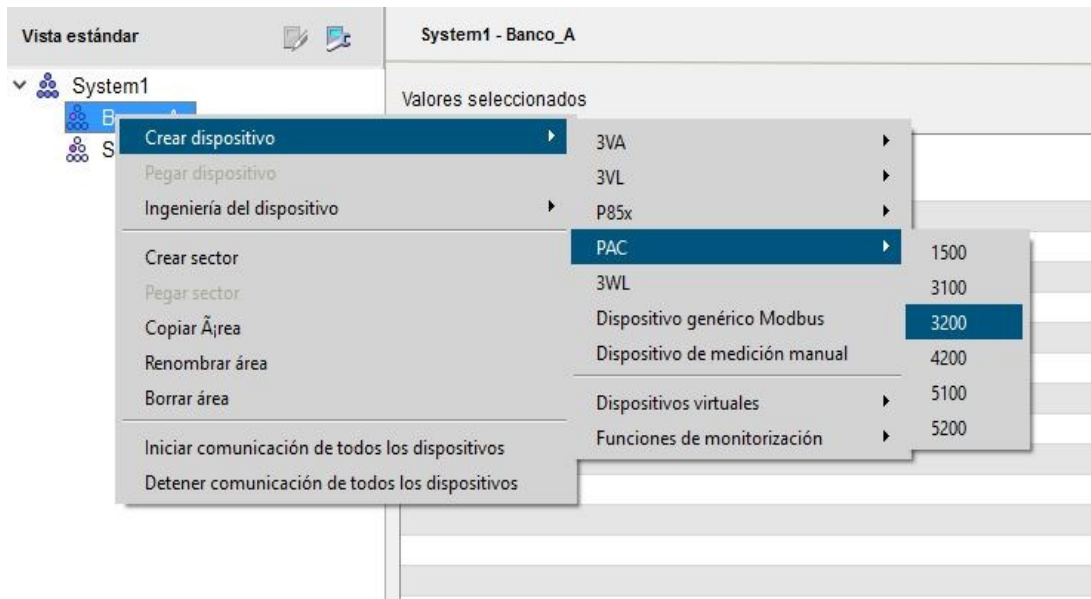 Vista estándar
System1 - Banco_A
System1
Valores seleccionados
B
S
Crear dispositivo
Pegar dispositivo
Ingeniería del dispositivo
Crear sector
Pegar sector
Copiar Ã¡rea
Renombrar área
Borrar área
Iniciar comunicación de todos los dispositivos
Detener comunicación de todos los dispositivos
3VA
3VL
P85x
PAC
3WL
Dispositivo genérico Modbus
Dispositivo de medición manual
Dispositivos virtuales
Funciones de monitorización
1500
3100
3200
4200
5100
5200